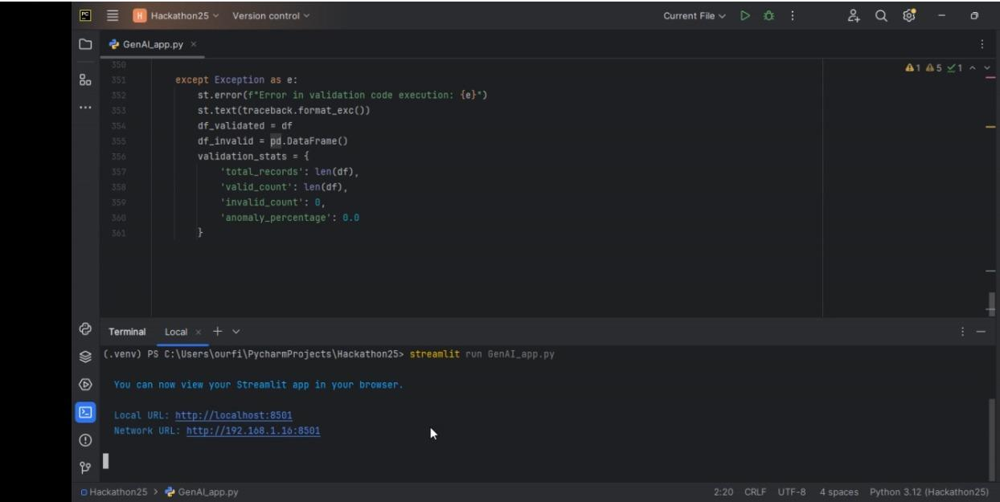 PC
H Hackathon25 Version control Current File
GenAI_app.py
1 5 1
350
351 except Exception as e:
352 st.error(f"Error in validation code execution: {e}")
353 st.text(traceback.format_exc())
354 df_validated = df
355 df_invalid = pd.DataFrame()
356 validation_stats = {
357 'total_records': len(df),
358 'valid_count': len(df),
359 'invalid_count': 0,
360 'anomaly_percentage': 0.0
361 }
Terminal Local
(.venv) PS C:\Users\ourfi\PycharmProjects\Hackathon25> streamlit run GenAI_app.py
You can now view your Streamlit app in your browser.
Local URL: http://localhost:8501
Network URL: http://192.168.1.16:8501
Hackathon25 > GenAI_app.py 2:20 CRLF UTF-8 4 spaces Python 3.12 (Hackathon25)